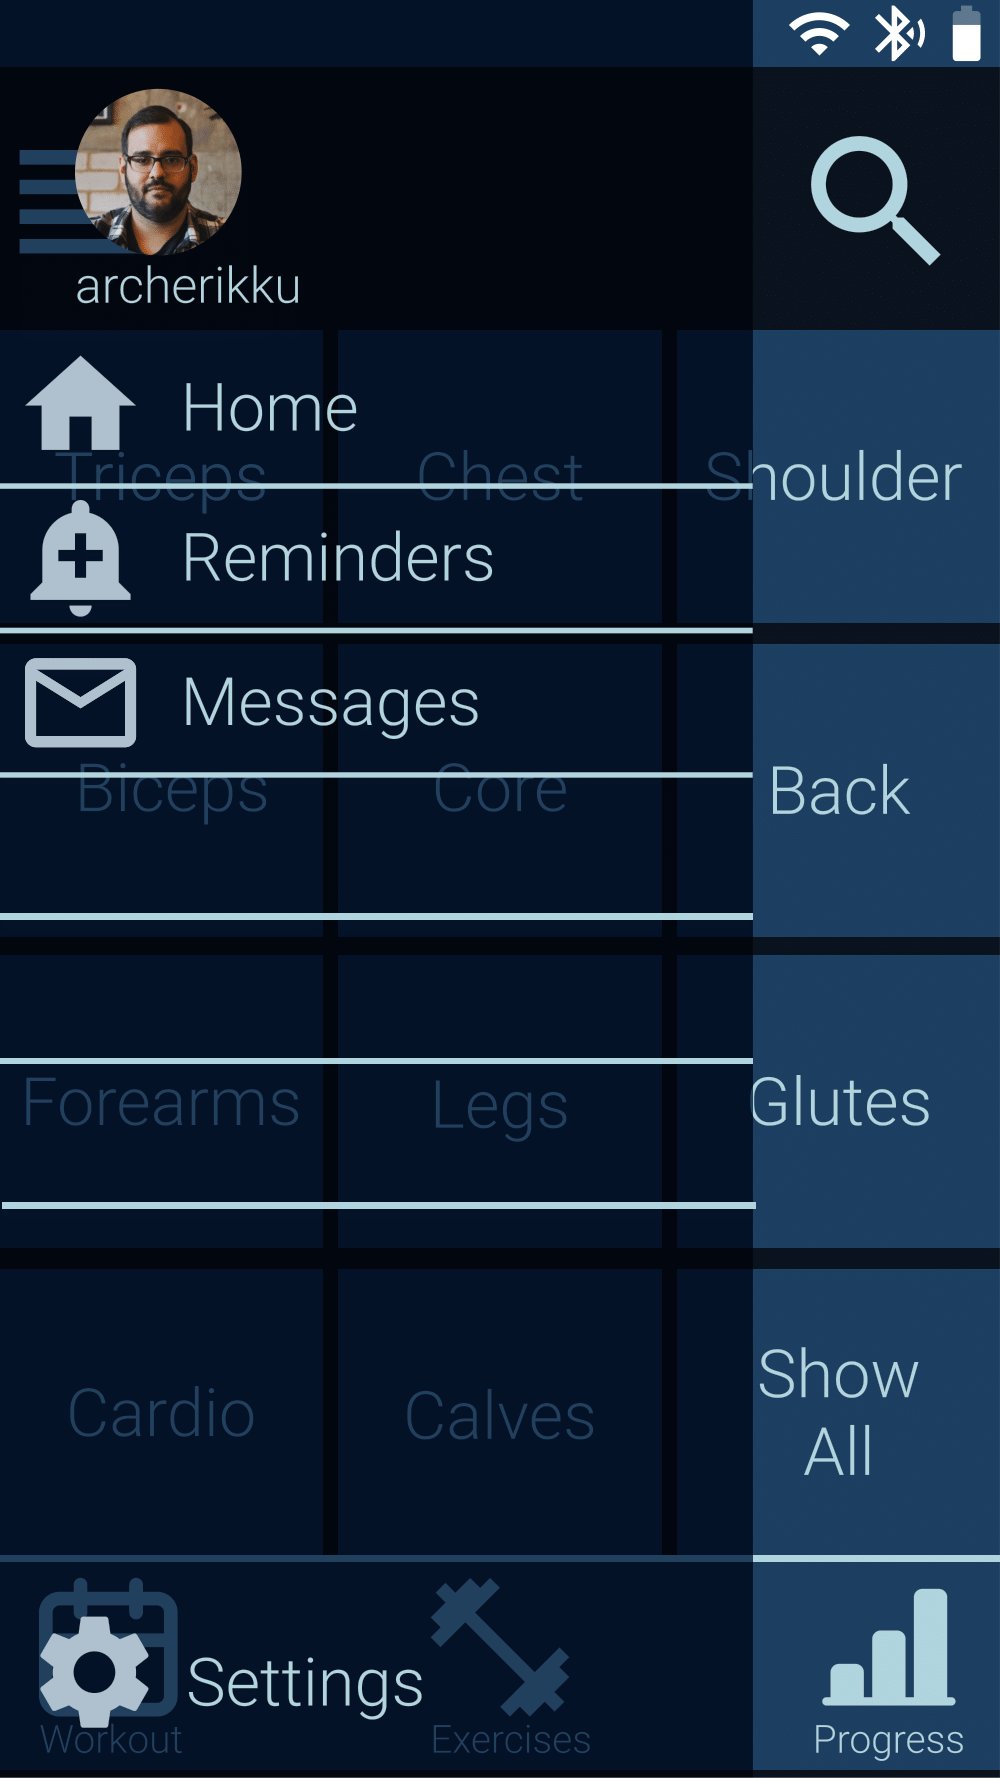 archerikku
Home
Triceps Chest Shoulder
Reminders
Messages
Biceps Core Back
Forearms Legs Glutes
Cardio Calves Show
All
Settings
Workout Exercises Progress